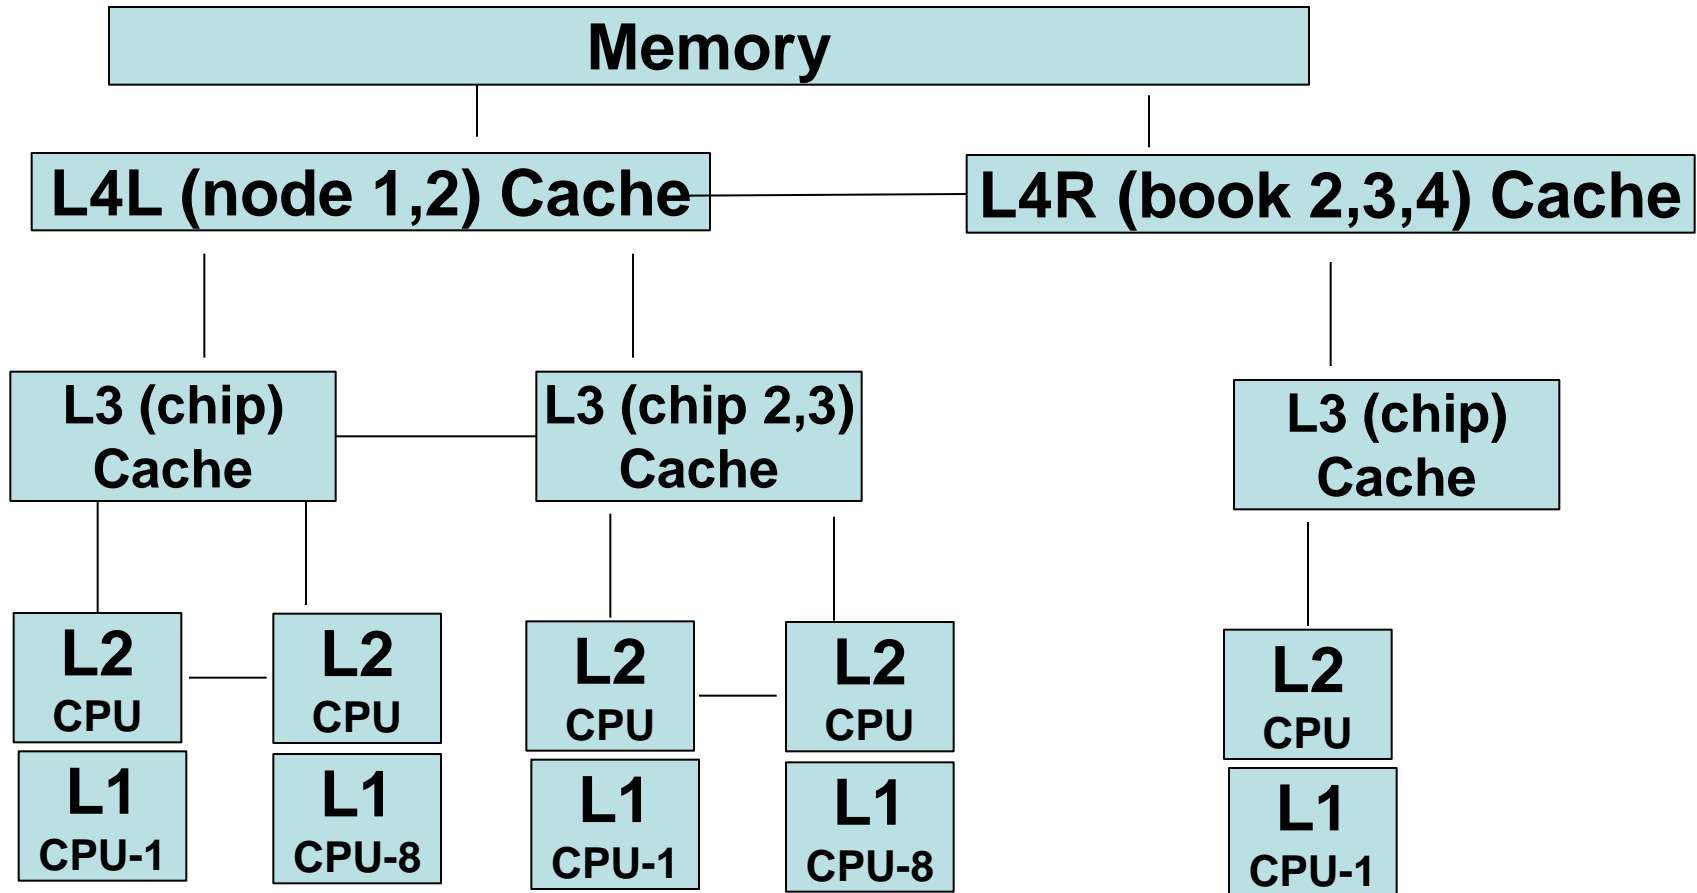 Memory
L4L (node 1,2) Cache
L4R (book 2,3,4) Cache
L3 (chip)
Cache
L3 (chip 2,3)
Cache
L3 (chip)
Cache
L2
CPU
L2
CPU
L2
CPU
L2
CPU
L2
CPU
L1
CPU-1
L1
CPU-8
L1
CPU-1
L1
CPU-8
L1
CPU-1